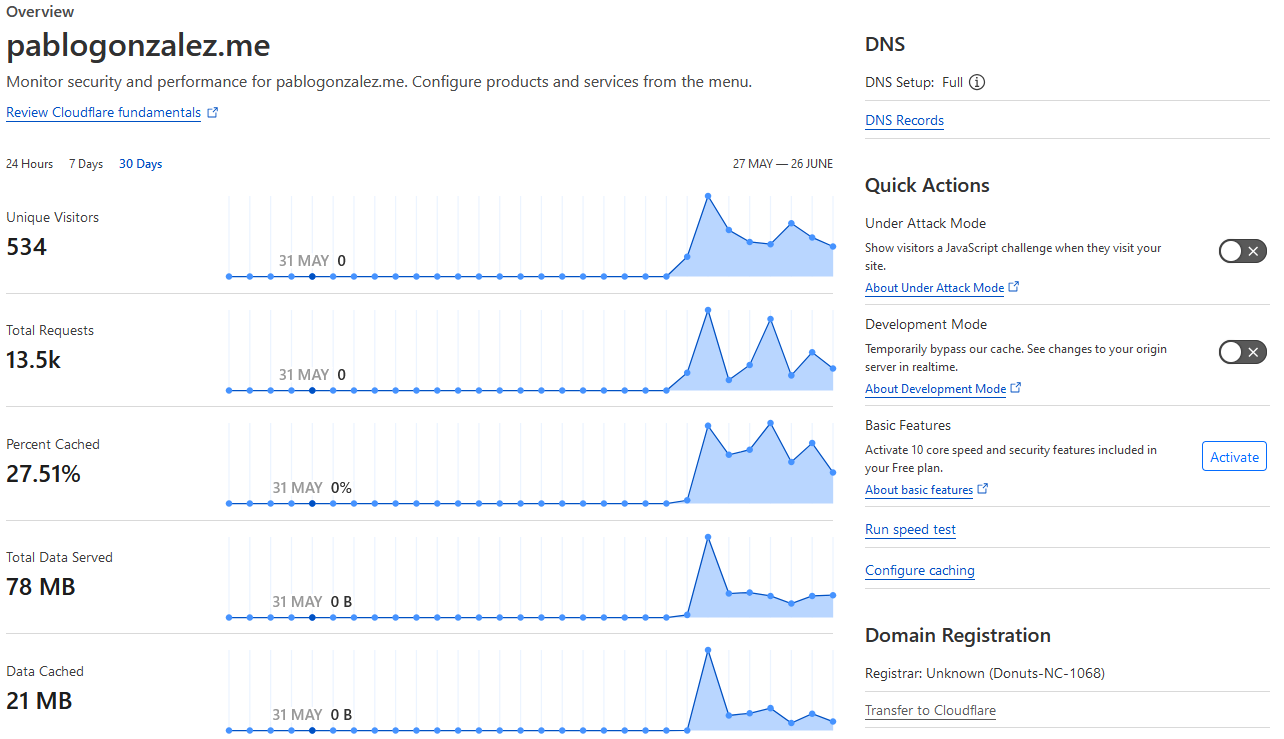 Overview
pablogonzalez.me
Monitor security and performance for pablogonzalez.me. Configure products and services from the menu.
Review Cloudflare fundamentals
24 Hours 7 Days 30 Days 27 MAY — 26 JUNE
Unique Visitors
534
31 MAY 0
Total Requests
13.5k
31 MAY 0
Percent Cached
27.51%
31 MAY 0%
Total Data Served
78 MB
31 MAY 0 B
Data Cached
21 MB
31 MAY 0 B
DNS
DNS Setup: Full
DNS Records
Quick Actions
Under Attack Mode
Show visitors a JavaScript challenge when they visit your
site.
About Under Attack Mode
Development Mode
Temporarily bypass our cache. See changes to your origin
server in realtime.
About Development Mode
Basic Features
Activate 10 core speed and security features included in
your Free plan.
Activate
About basic features
Run speed test
Configure caching
Domain Registration
Registrar: Unknown (Donuts-NC-1068)
Transfer to Cloudflare